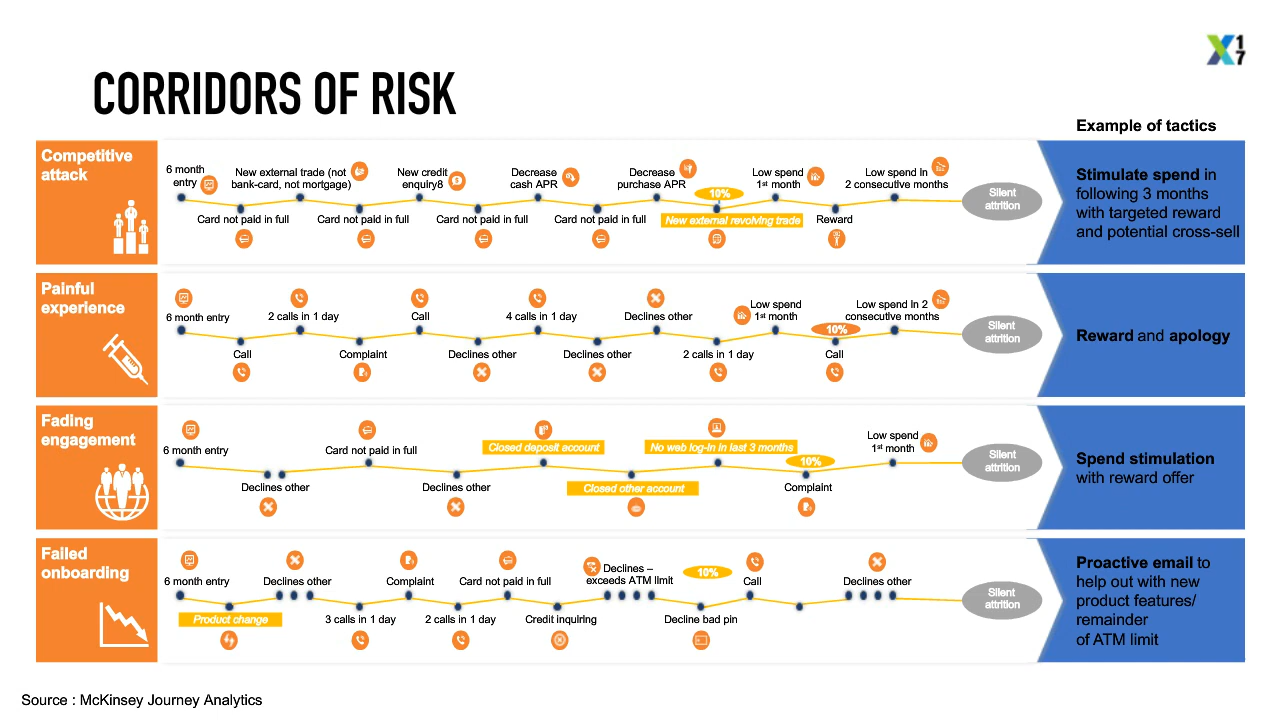 X17
CORRIDORS OF RISK
Example of tactics
Competitive
attack
6 month
entry
New external trade (not
bank-card, not mortgage)
New credit
enquiry8
Decrease
cash APR
Decrease
purchase APR
10%
Low spend
1st month
Low spend In
2 consecutive months
Card not paid in full
Card not paid in full
Card not paid in full
Card not paid in full
New external revolving trade
Reward
Silent
attrition
Stimulate spend in
following 3 months
with targeted reward
and potential cross-sell
Painful
experience
6 month entry
2 calls in 1 day
Call
4 calls in 1 day
Declines other
Low spend
1st month
10%
Low spend In 2
consecutive months
Call
Complaint
Declines other
Declines other
2 calls in 1 day
Call
Silent
attrition
Reward and apology
Fading
engagement
6 month entry
Card not paid in full
Closed deposit account
No web log-in in last 3 months
10%
Low spend
1st month
Declines other
Declines other
Closed other account
Complaint
Silent
attrition
Spend stimulation
with reward offer
Failed
onboarding
6 month entry
Declines other
Complaint
Card not paid in full
Declines –
exceeds ATM limit
10%
Call
Declines other
Product change
3 calls in 1 day
2 calls in 1 day
Credit inquiring
Decline bad pin
Silent
attrition
Proactive email to
help out with new
product features/
remainder
of ATM limit
Source : McKinsey Journey Analytics